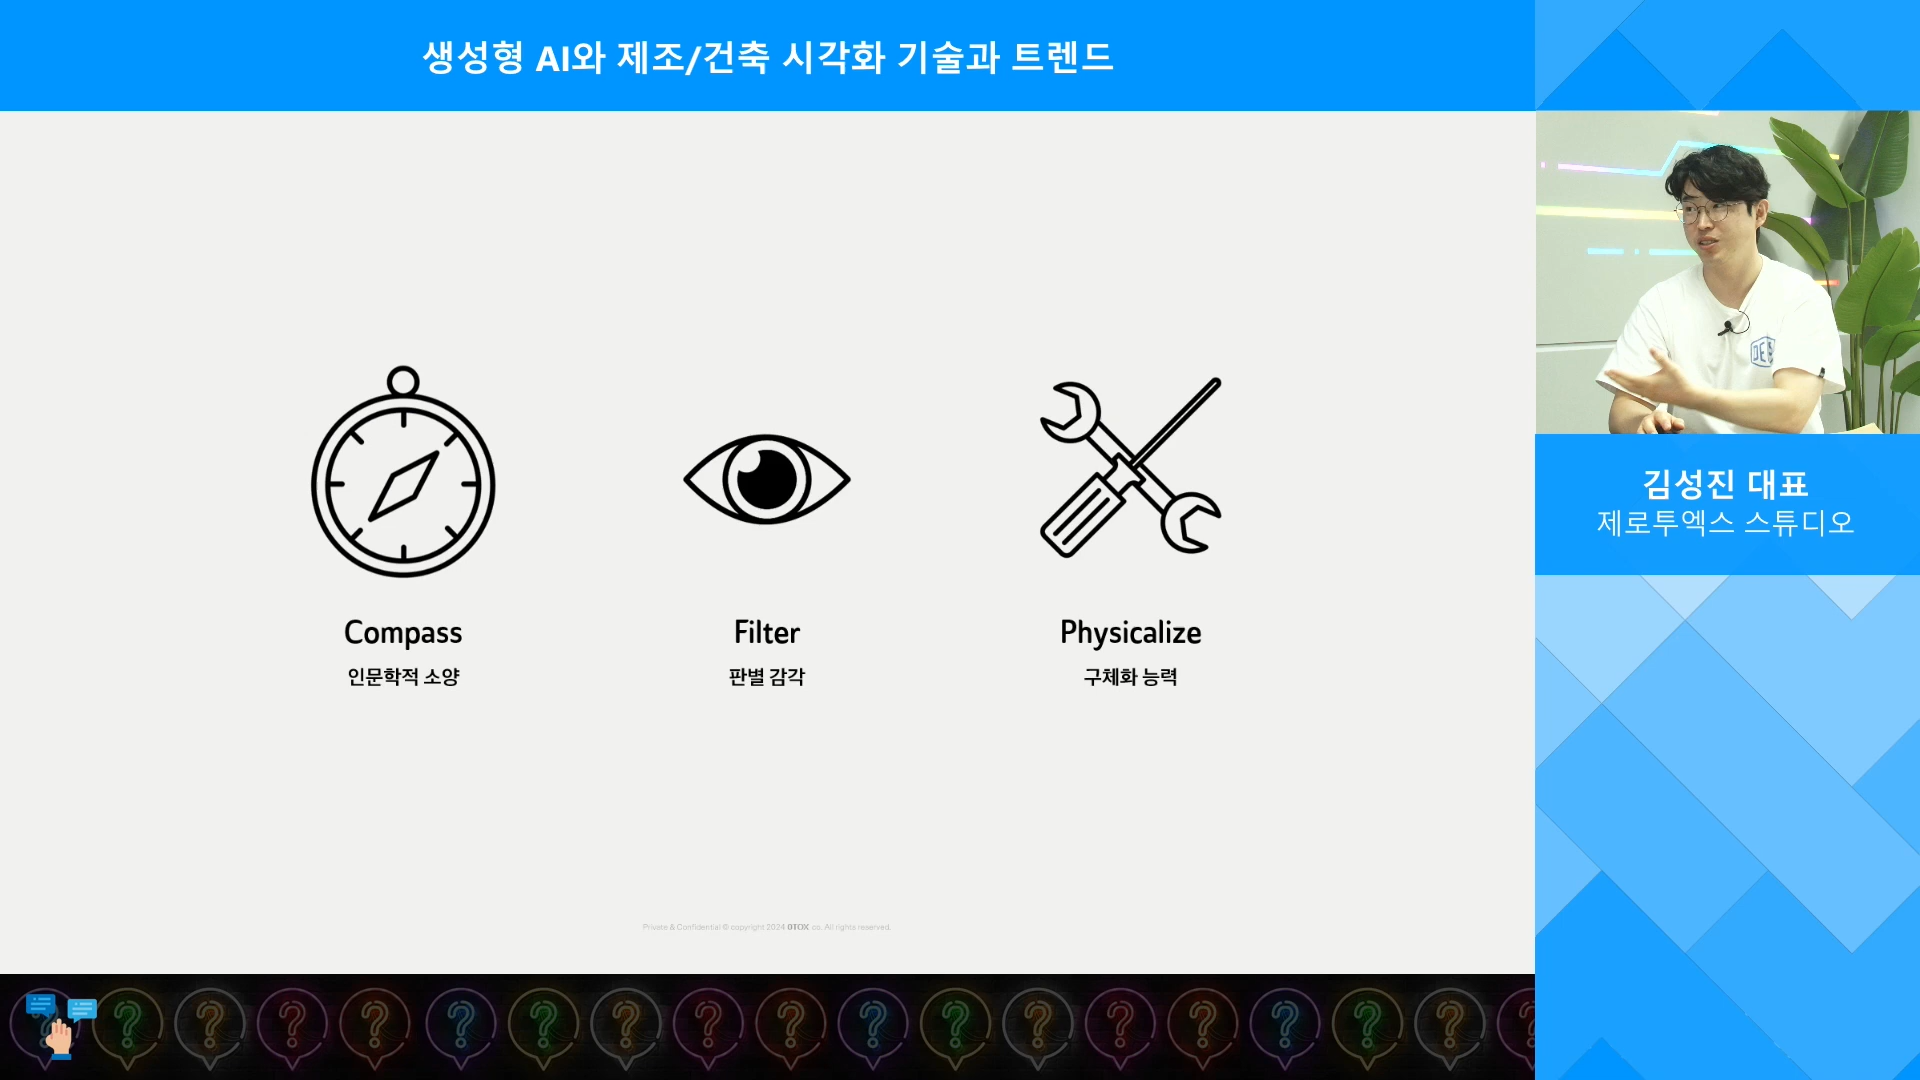 생성형 AI와 제조/건축 시각화 기술과 트렌드
Compass
인문학적 소양
Filter
판별 감각
Physicalize
구체화 능력
Private & Confidential © copyright 2024 0TOX co. All rights reserved.
김성진 대표
제로투엑스 스튜디오